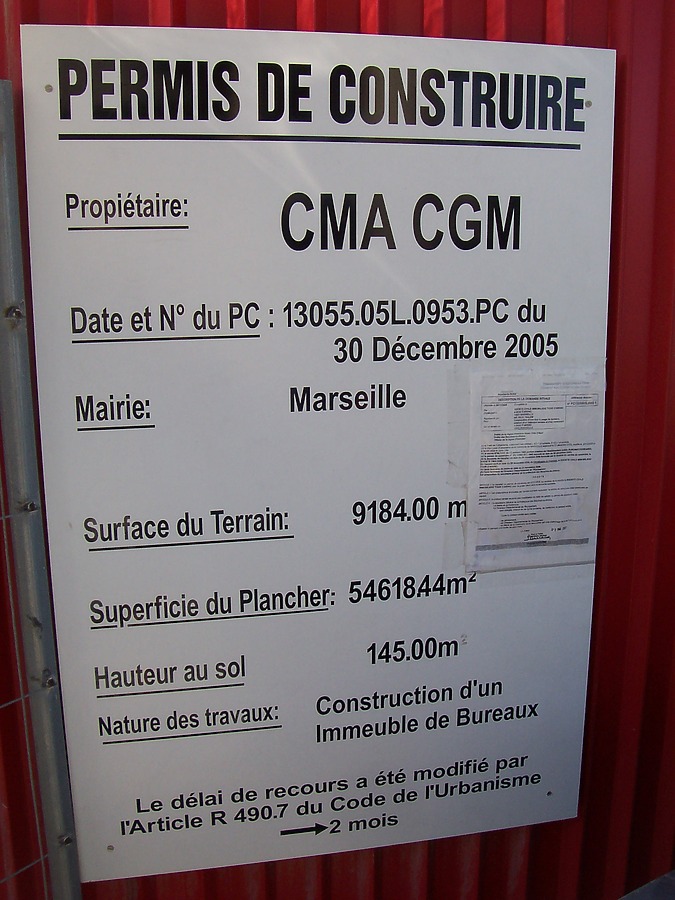 PERMIS DE CONSTRUIRE
Propiétaire: CMA CGM
Date et N° du PC : 13055.05L.0953.PC du
30 Décembre 2005
Mairie: Marseille
Surface du Terrain: 9184.00 m
Superficie du Plancher: 54618.44m²
Hauteur au sol 145.00m²
Nature des travaux: Construction d'un
Immeuble de Bureaux
Le délai de recours a été modifié par
l'Article R 490.7 du Code de l'Urbanisme
→2 mois